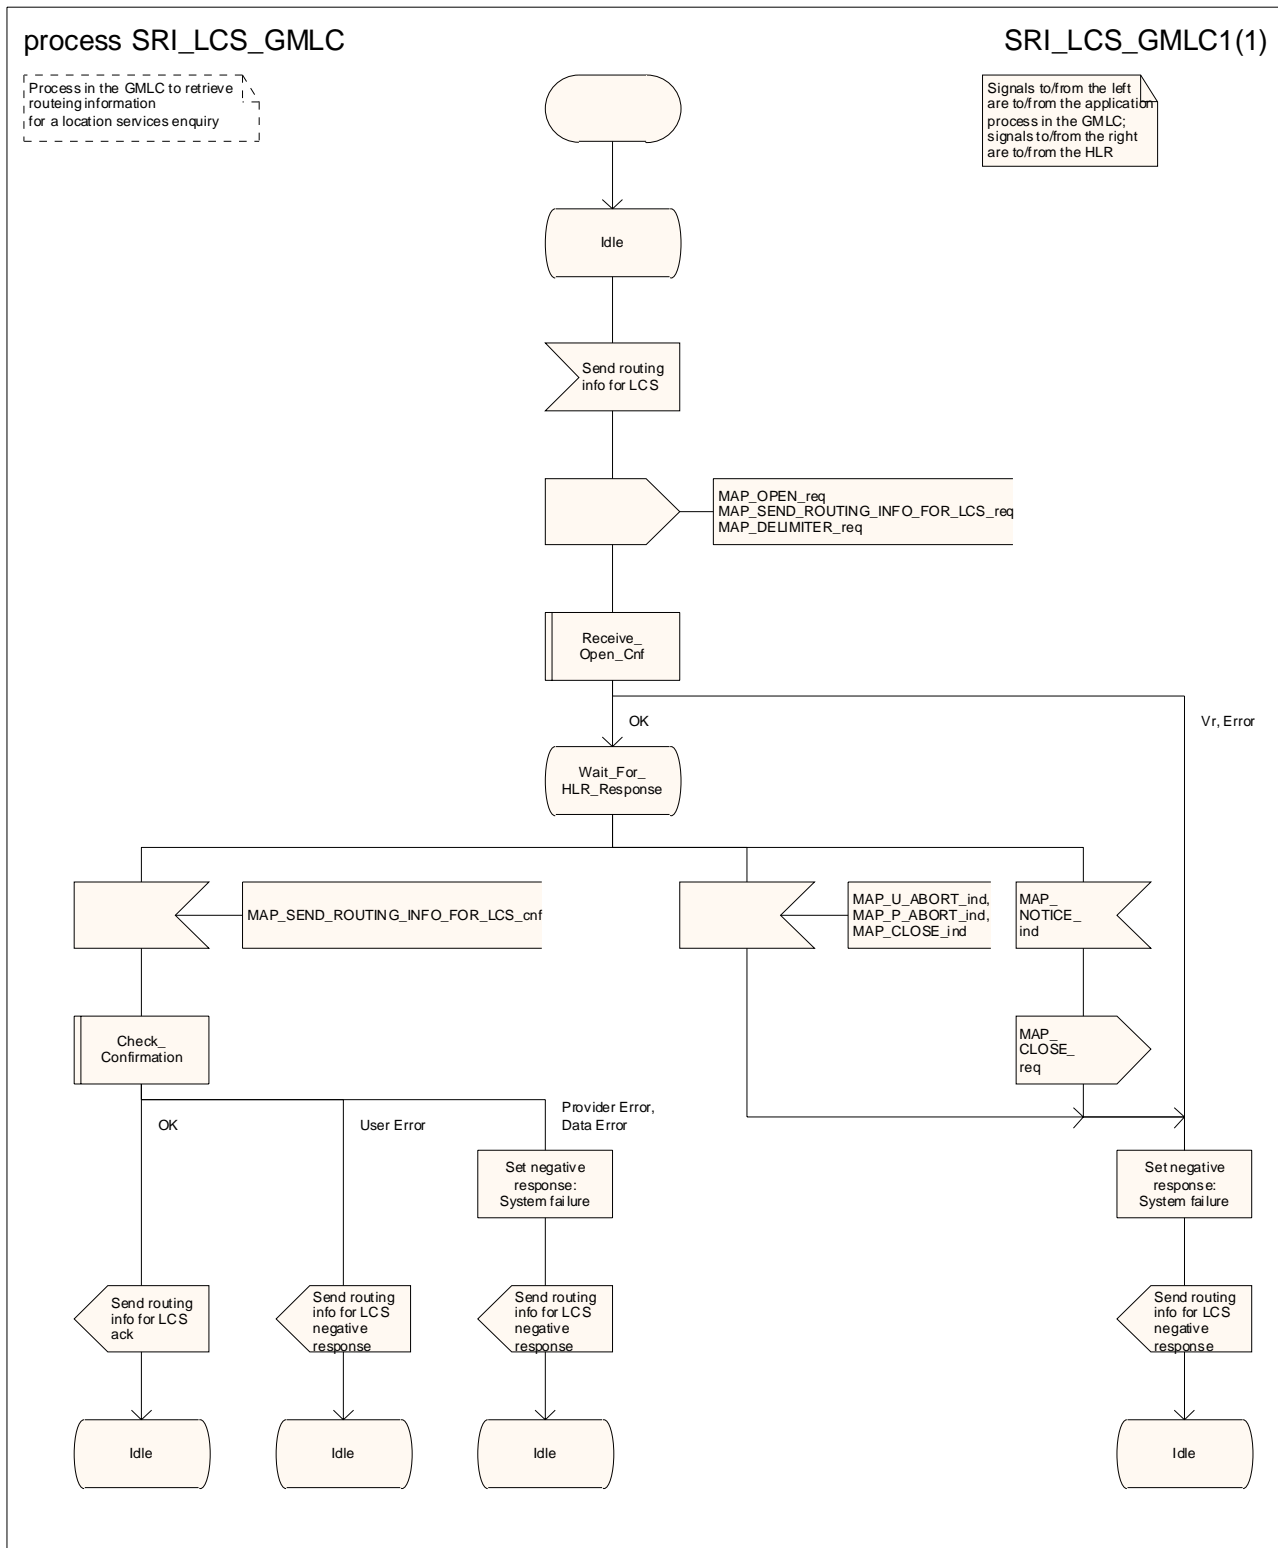 process SRI_LCS_GMLC
SRI_LCS_GMLC1(1)
Process in the GMLC to retrieve
routeing information
for a location services enquiry
Signals to/from the left
are to/from the application
process in the GMLC;
signals to/from the right
are to/from the HLR
Idle
Send routing
info for LCS
MAP_OPEN_req
MAP_SEND_ROUTING_INFO_FOR_LCS_req
MAP_DELIMITER_req
Receive_
Open_Cnf
OK
Vr, Error
Wait_For_
HLR_Response
MAP_SEND_ROUTING_INFO_FOR_LCS_cnf
MAP_U_ABORT_ind,
MAP_P_ABORT_ind,
MAP_CLOSE_ind
MAP_
NOTICE_
ind
Check_
Confirmation
MAP_
CLOSE_
req
OK
User Error
Provider Error,
Data Error
Set negative
response:
System failure
Set negative
response:
System failure
Send routing
info for LCS
ack
Send routing
info for LCS
negative
response
Send routing
info for LCS
negative
response
Send routing
info for LCS
negative
response
Idle
Idle
Idle
Idle